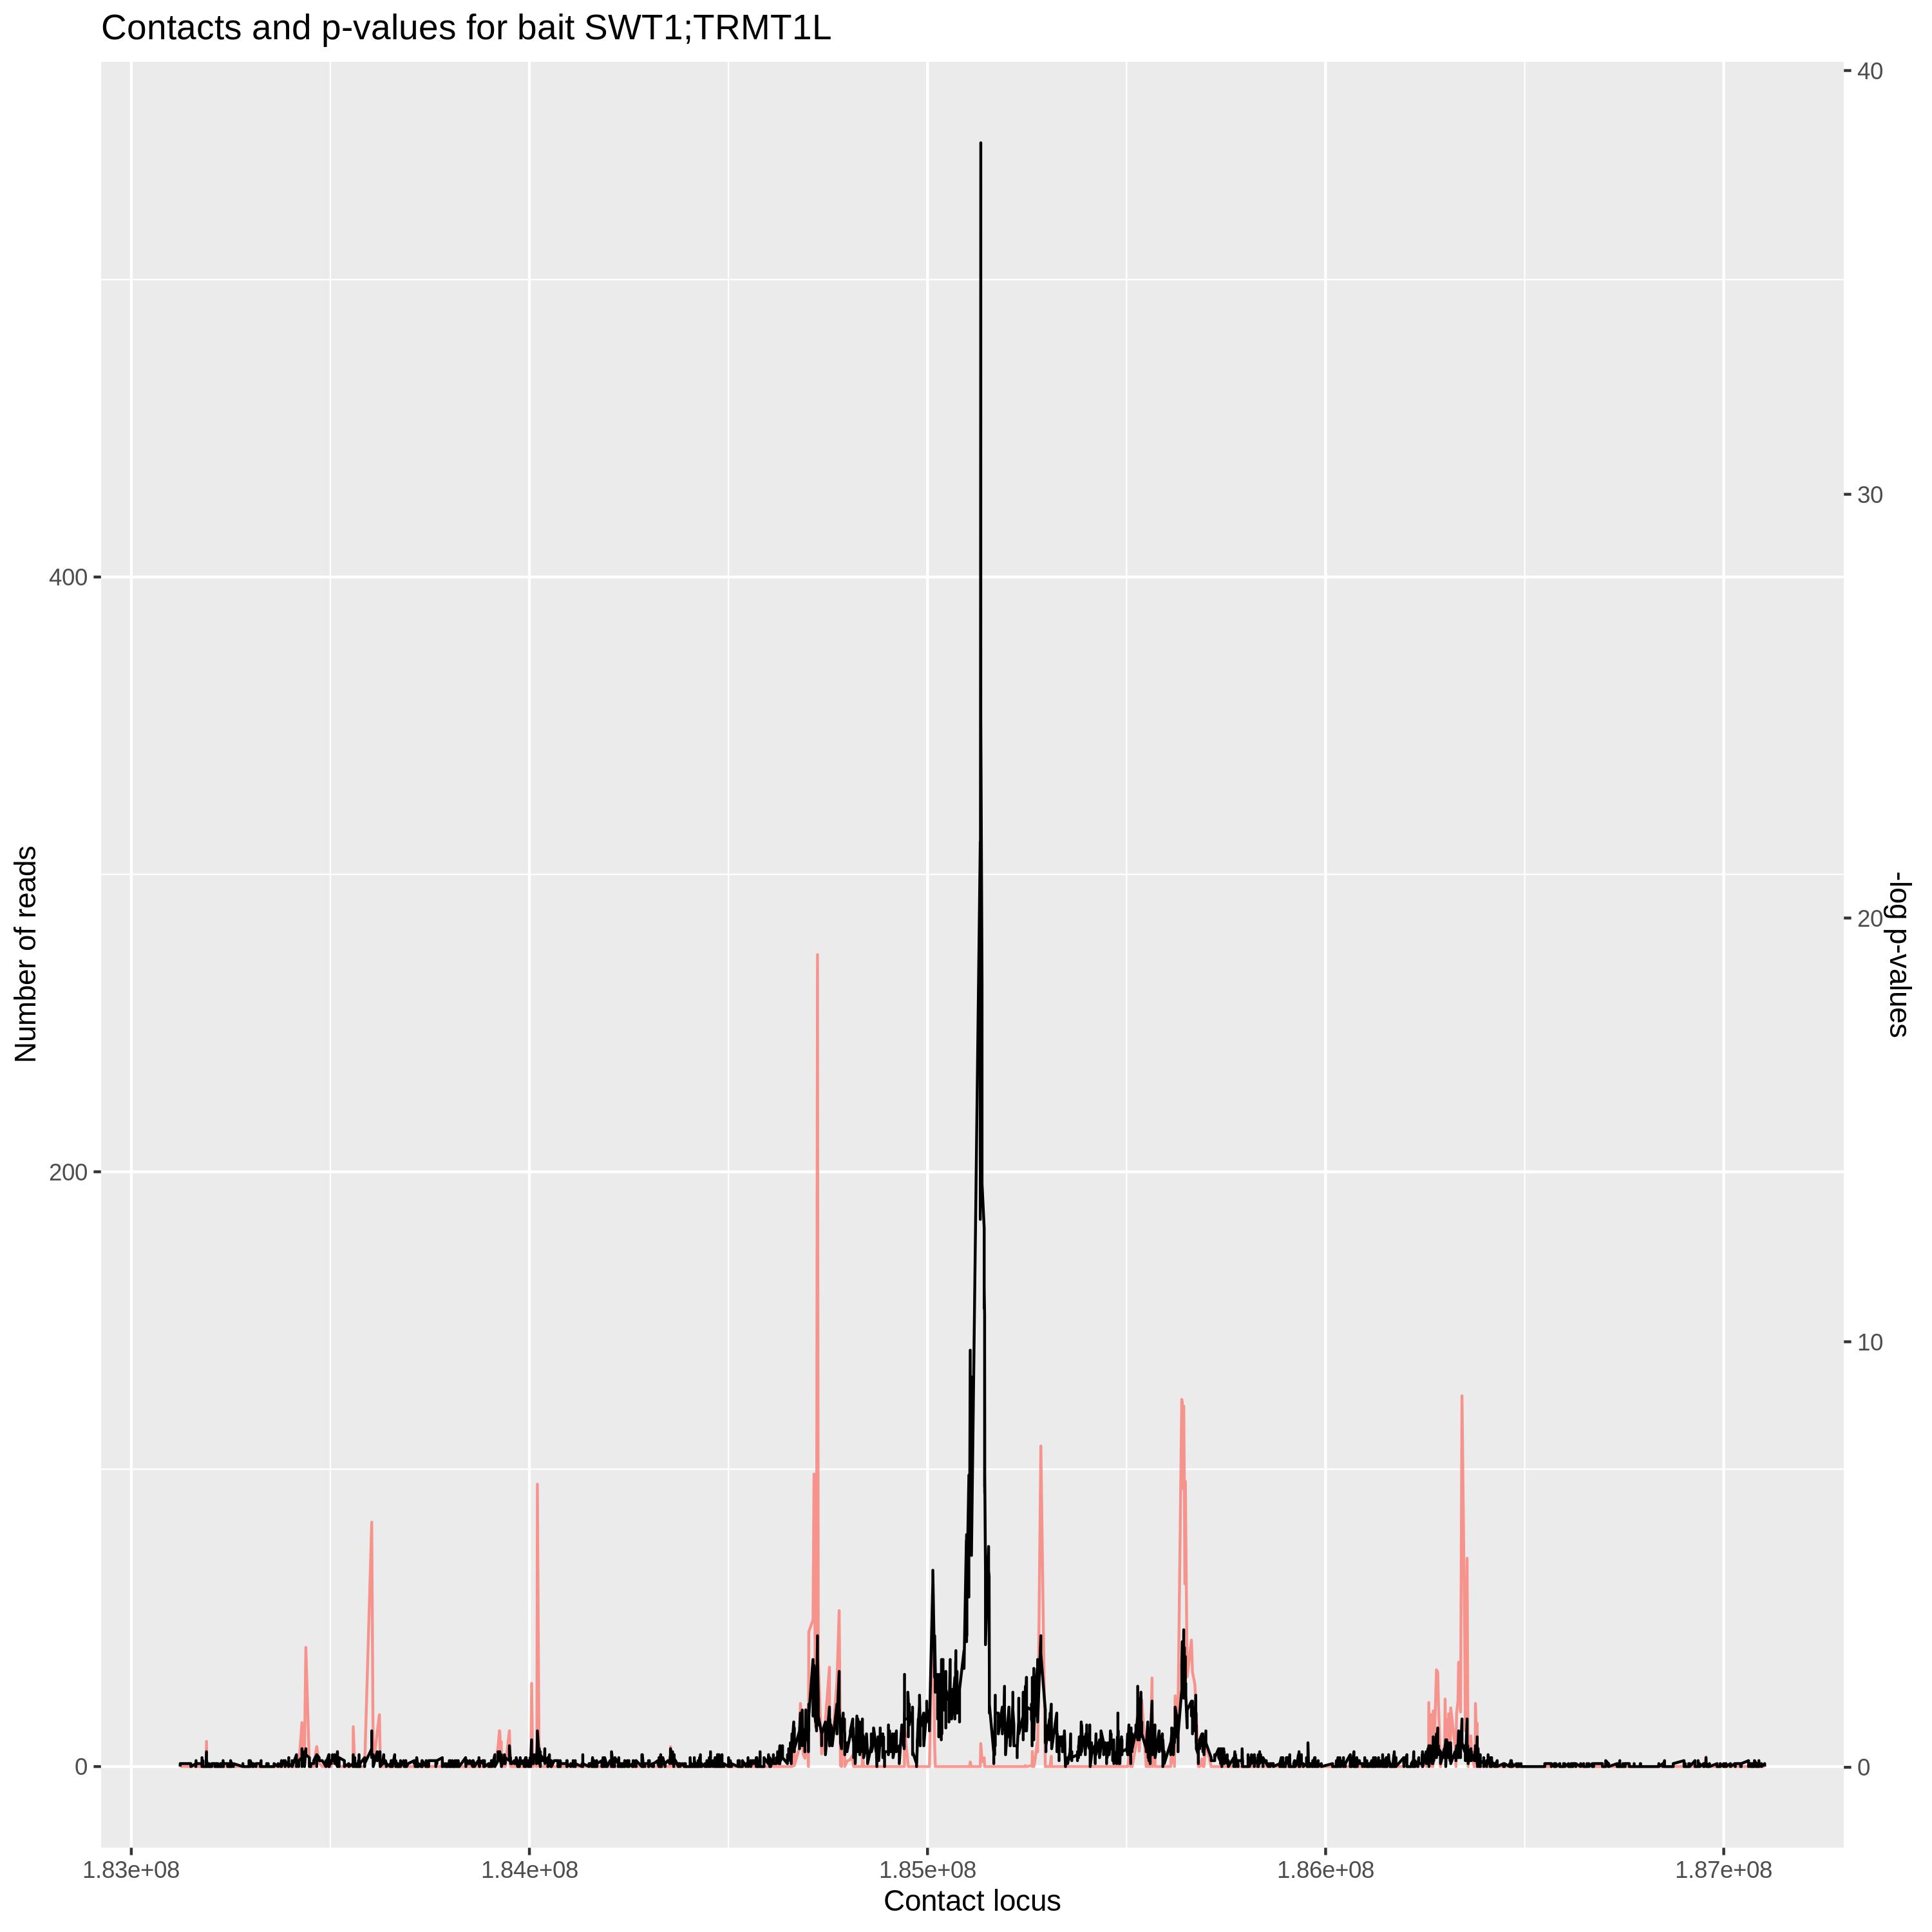 Contacts and p-values for bait SWT1;TRMT1L
Number of reads
400
200
0
40
30
20
10
0
-log p-values
1.83e+08 1.84e+08 1.85e+08 1.86e+08 1.87e+08
Contact locus